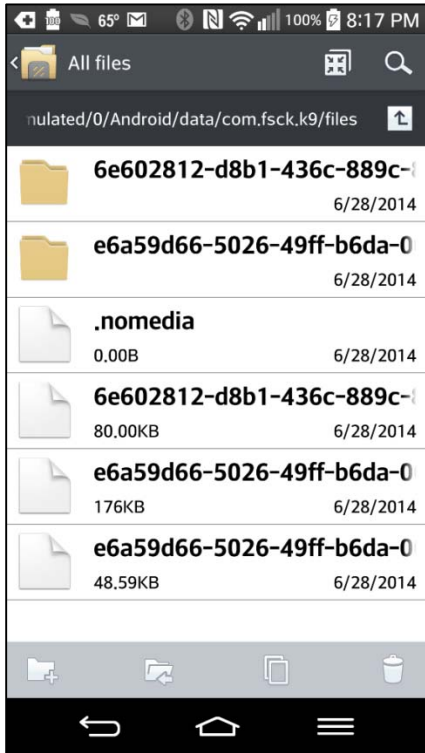 100 65° 100% 8:17 PM
All files
nulated/0/Android/data/com.fsck.k9/files
6e602812-d8b1-436c-889c-
6/28/2014
e6a59d66-5026-49ff-b6da-0
6/28/2014
.nomedia
0.00B 6/28/2014
6e602812-d8b1-436c-889c-
80.00KB 6/28/2014
e6a59d66-5026-49ff-b6da-0
176KB 6/28/2014
e6a59d66-5026-49ff-b6da-0
48.59KB 6/28/2014